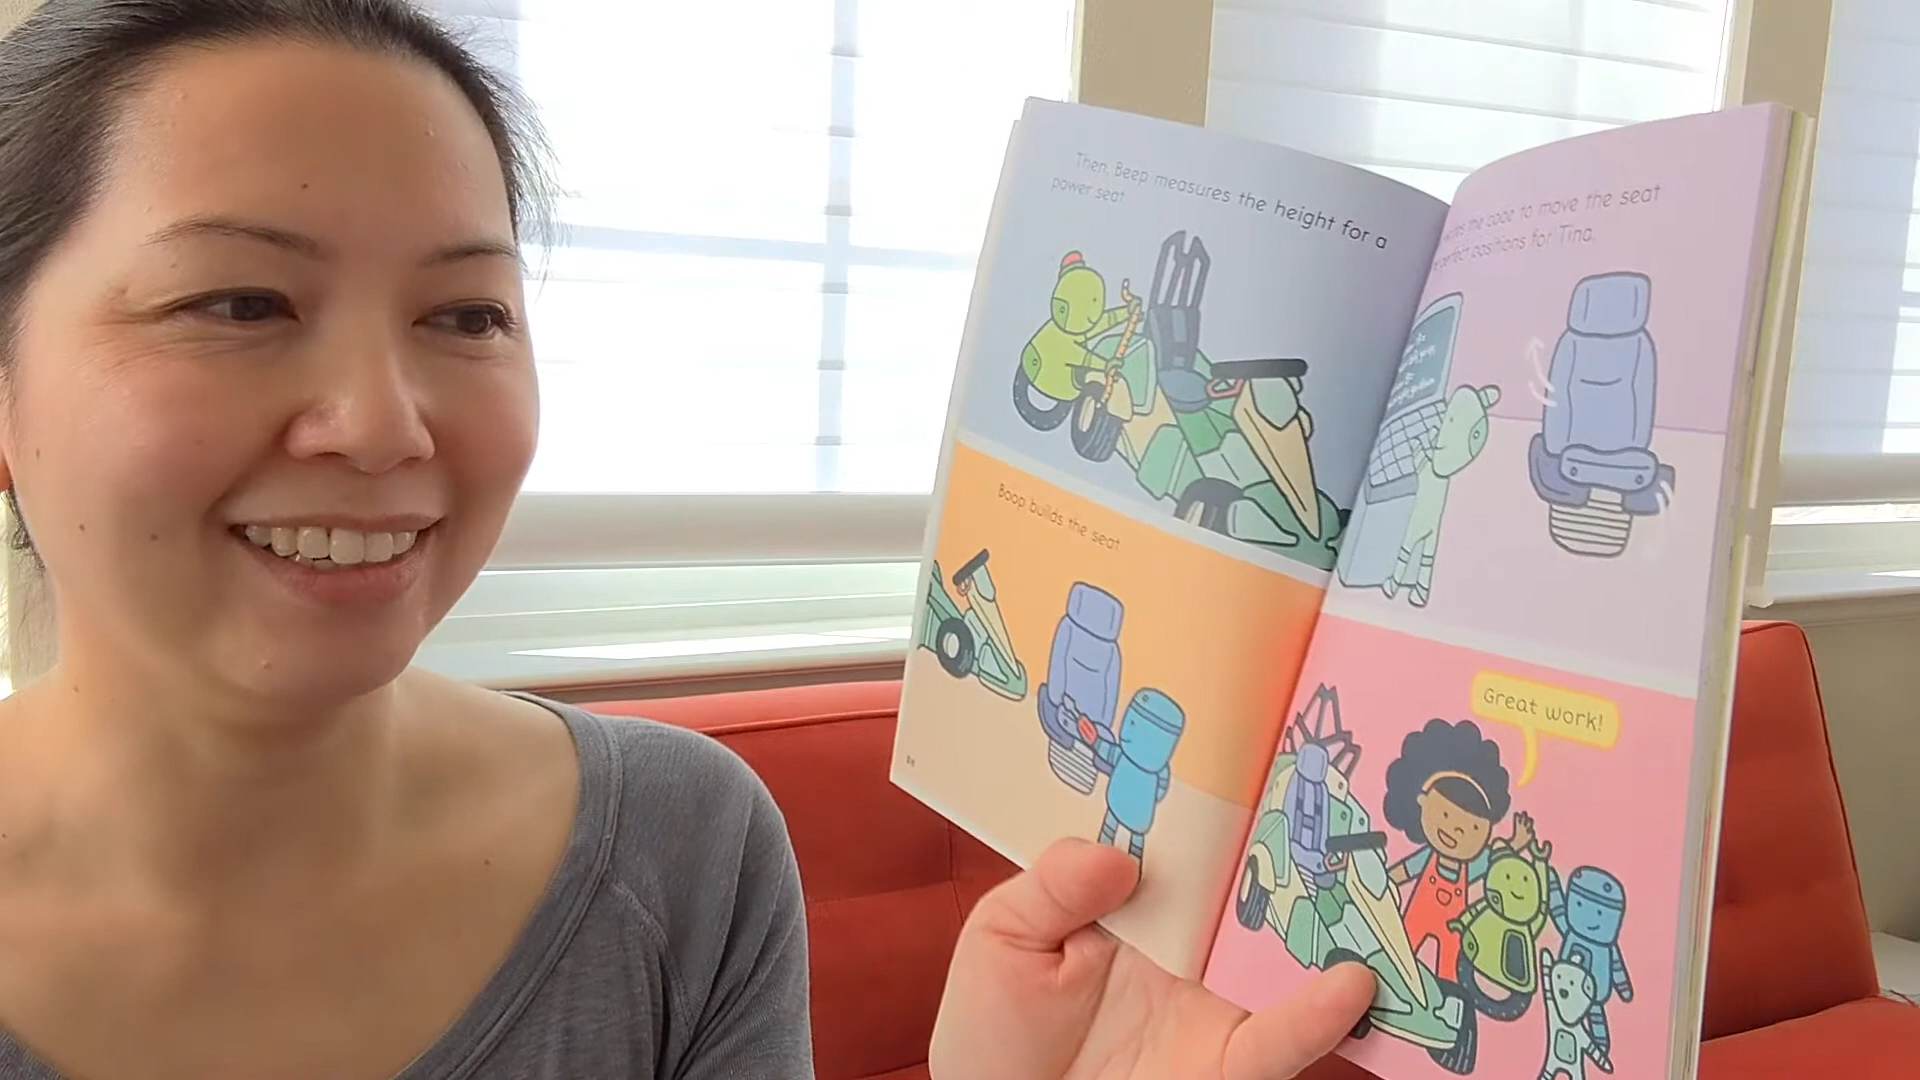 Then, Beep measures the height for a
power seat.
Boop builds the seat.
the code to move the seat
perfect positions for Tina.
Great work!